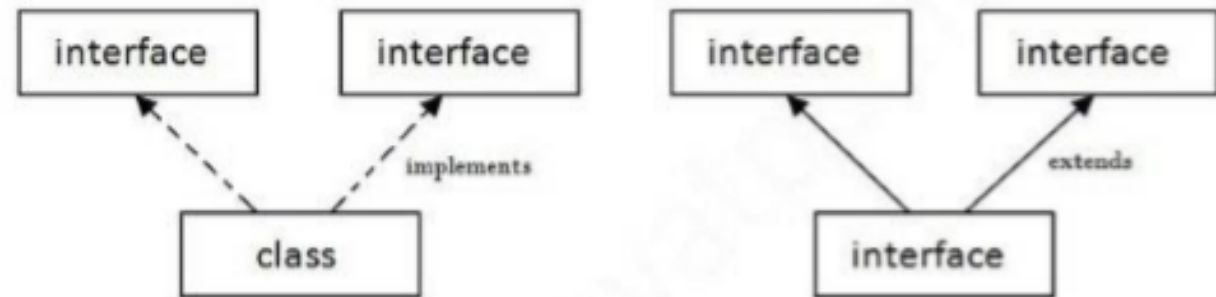 interface interface interface interface
implements extends
class interface